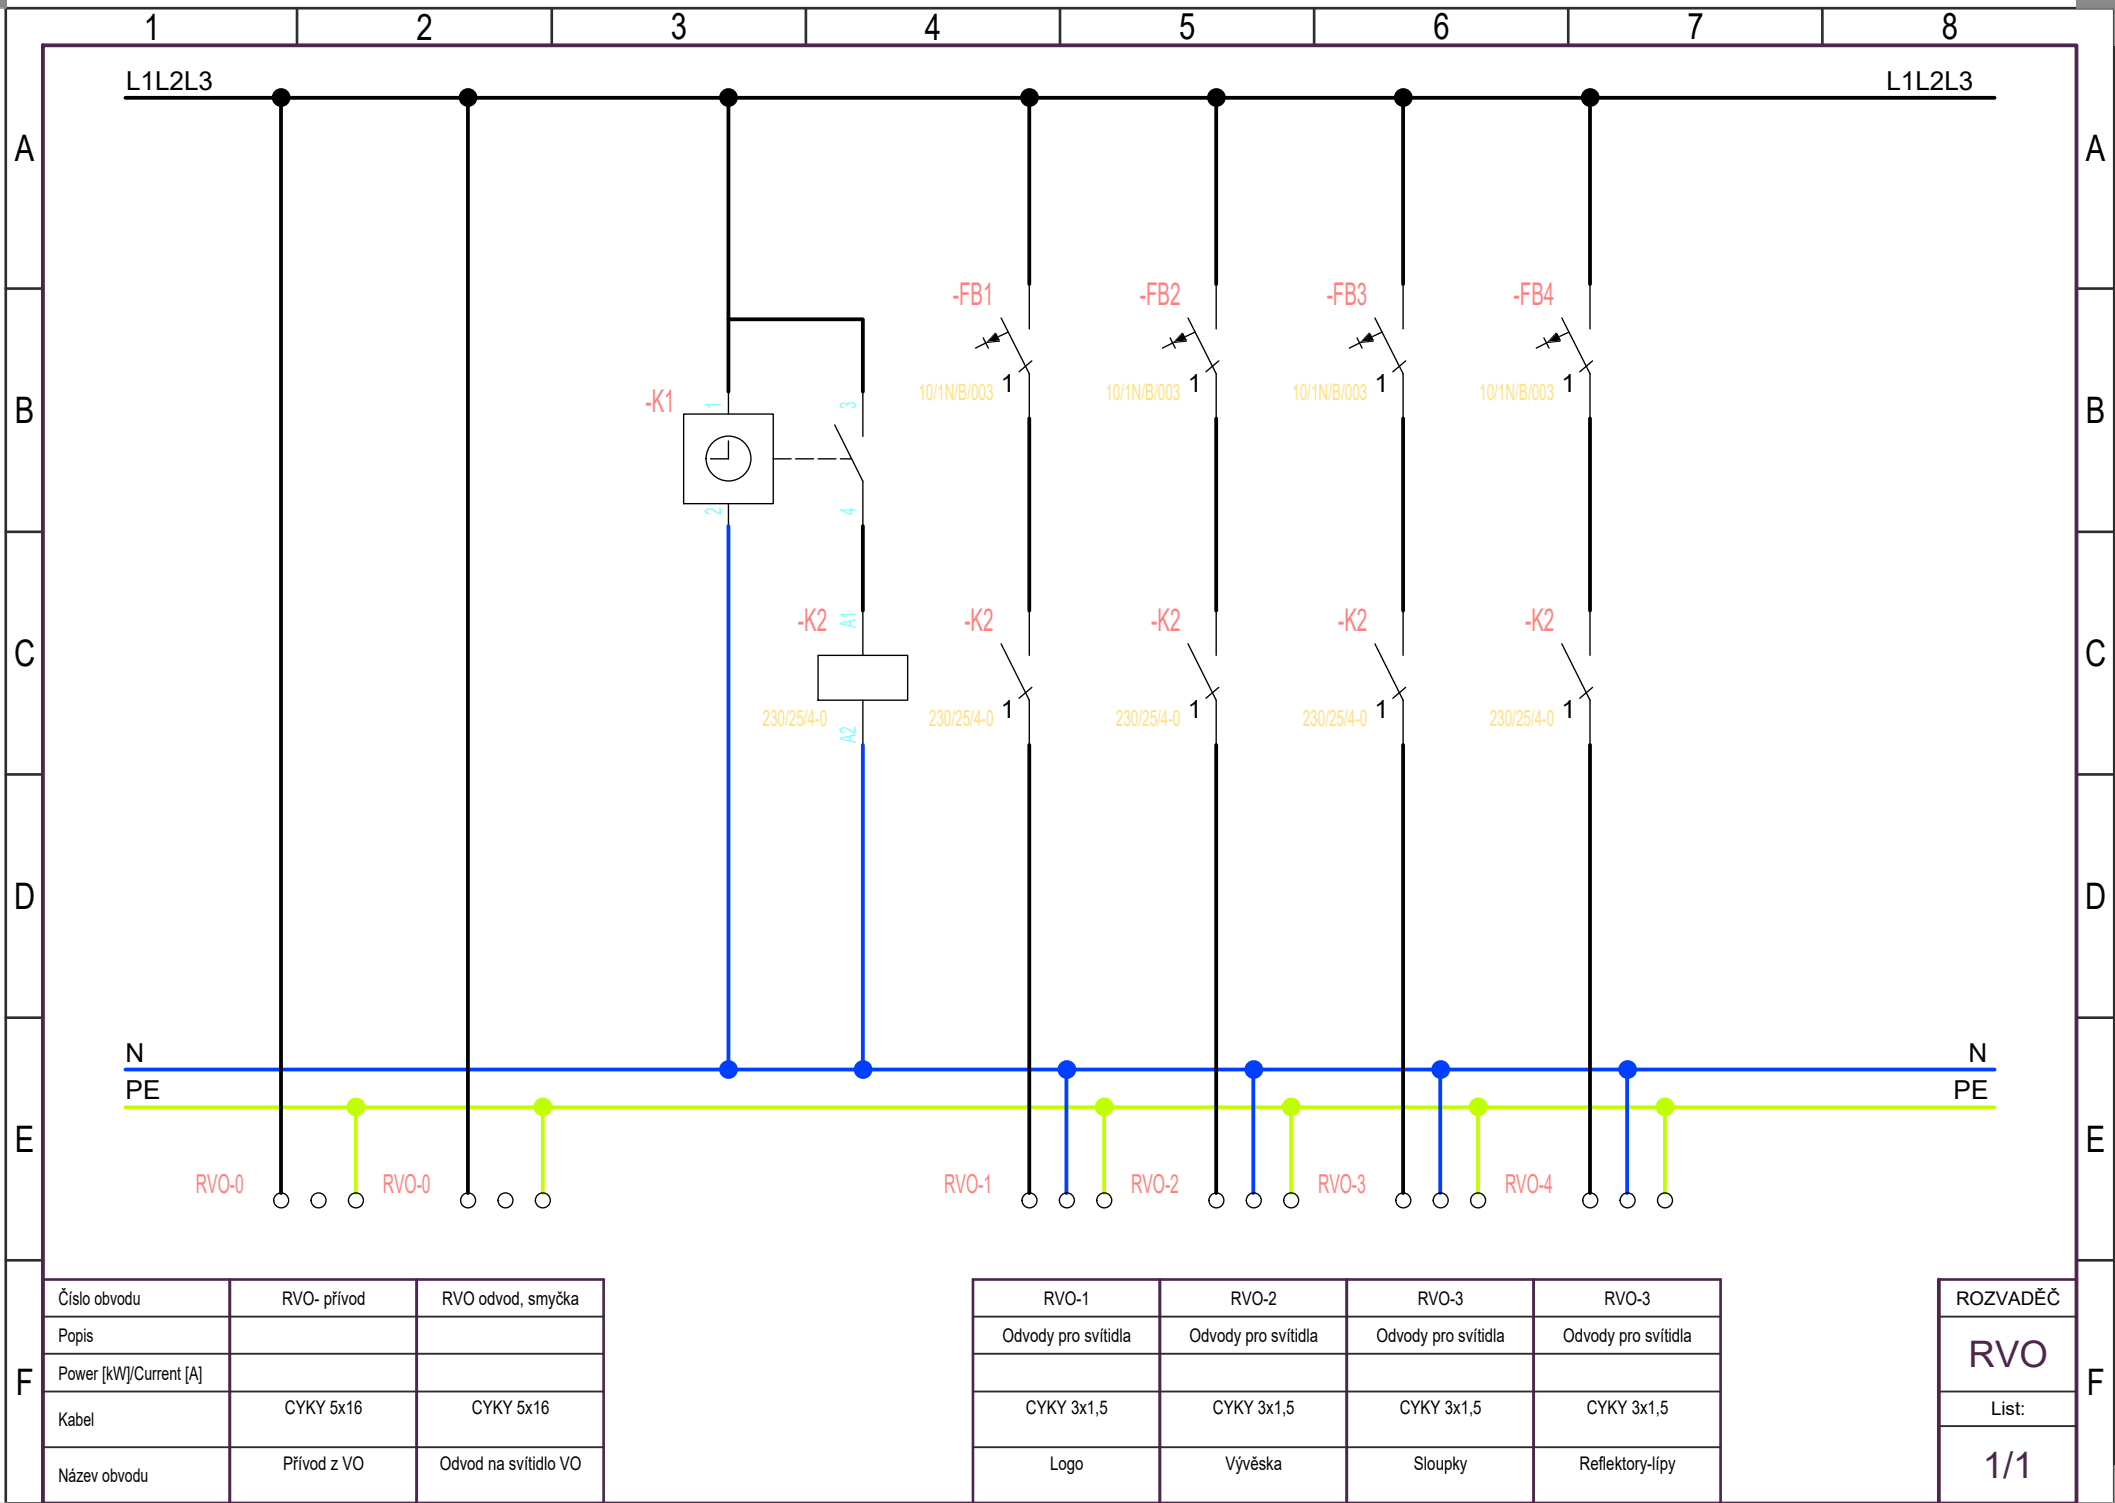 1 2 3 4 5 6 7 8
L1L2L3 L1L2L3
A A
-FB1 -FB2 -FB3 -FB4
10/1N/B/003 1 10/1N/B/003 1 10/1N/B/003 1 10/1N/B/003 1
-K1 1 3
B B
2 4
-K2 A1 -K2 -K2 -K2 -K2
C C
230/25/4-0 A2 230/25/4-0 1 230/25/4-0 1 230/25/4-0 1 230/25/4-0 1
D D
N N
PE PE
E E
RVO-0 RVO-0 RVO-1 RVO-2 RVO-3 RVO-4
Číslo obvodu RVO- přívod RVO odvod, smyčka RVO-1 RVO-2 RVO-3 RVO-3 ROZVADĚČ
Popis Odvody pro svítidla Odvody pro svítidla Odvody pro svítidla Odvody pro svítidla
RVO
Power [kW]/Current [A]
F F
Kabel CYKY 5x16 CYKY 5x16 CYKY 3x1,5 CYKY 3x1,5 CYKY 3x1,5 CYKY 3x1,5 List:
Název obvodu Přívod z VO Odvod na svítidlo VO Logo Vývěska Sloupky Reflektory-lípy 1/1